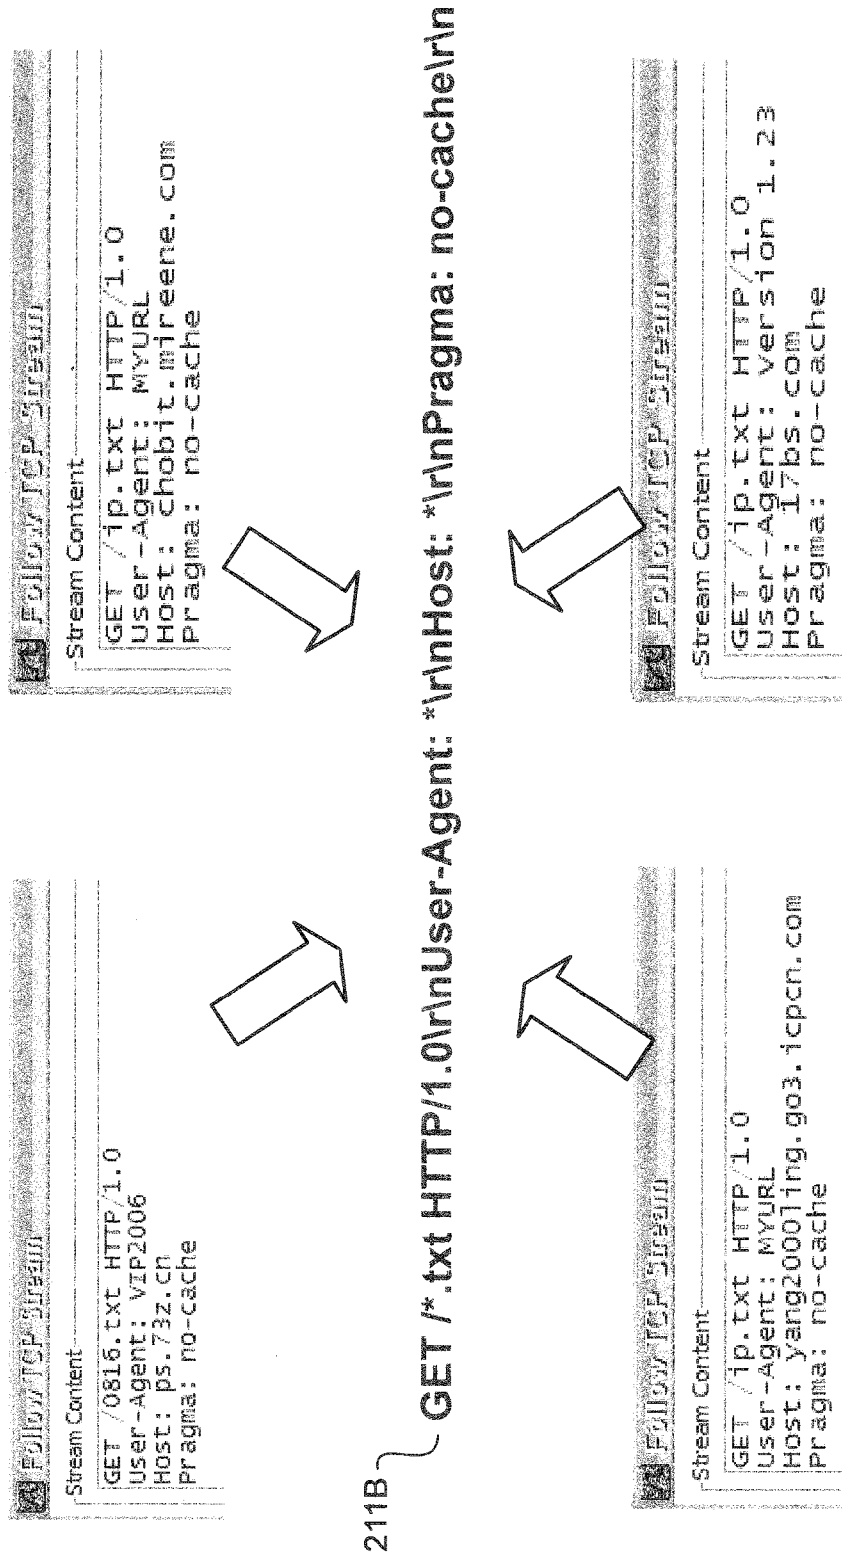 Follow TCP Stream
Stream Content
GET /0816.txt HTTP/1.0
User-Agent: VIP2006
Host: ps.73z.cn
Pragma: no-cache
Follow TCP Stream
Stream Content
GET /ip.txt HTTP/1.0
User-Agent: MYURL
Host: chobit.mireene.com
Pragma: no-cache
211B
GET /*.txt HTTP/1.0\r\nUser-Agent: *\r\nHost: *\r\nPragma: no-cache\r\n
Follow TCP Stream
Stream Content
GET /ip.txt HTTP/1.0
User-Agent: MYURL
Host: yang2000ling.go3.icpcn.com
Pragma: no-cache
Follow TCP Stream
Stream Content
GET /ip.txt HTTP/1.0
User-Agent: Version 1.23
Host: 17bs.com
Pragma: no-cache